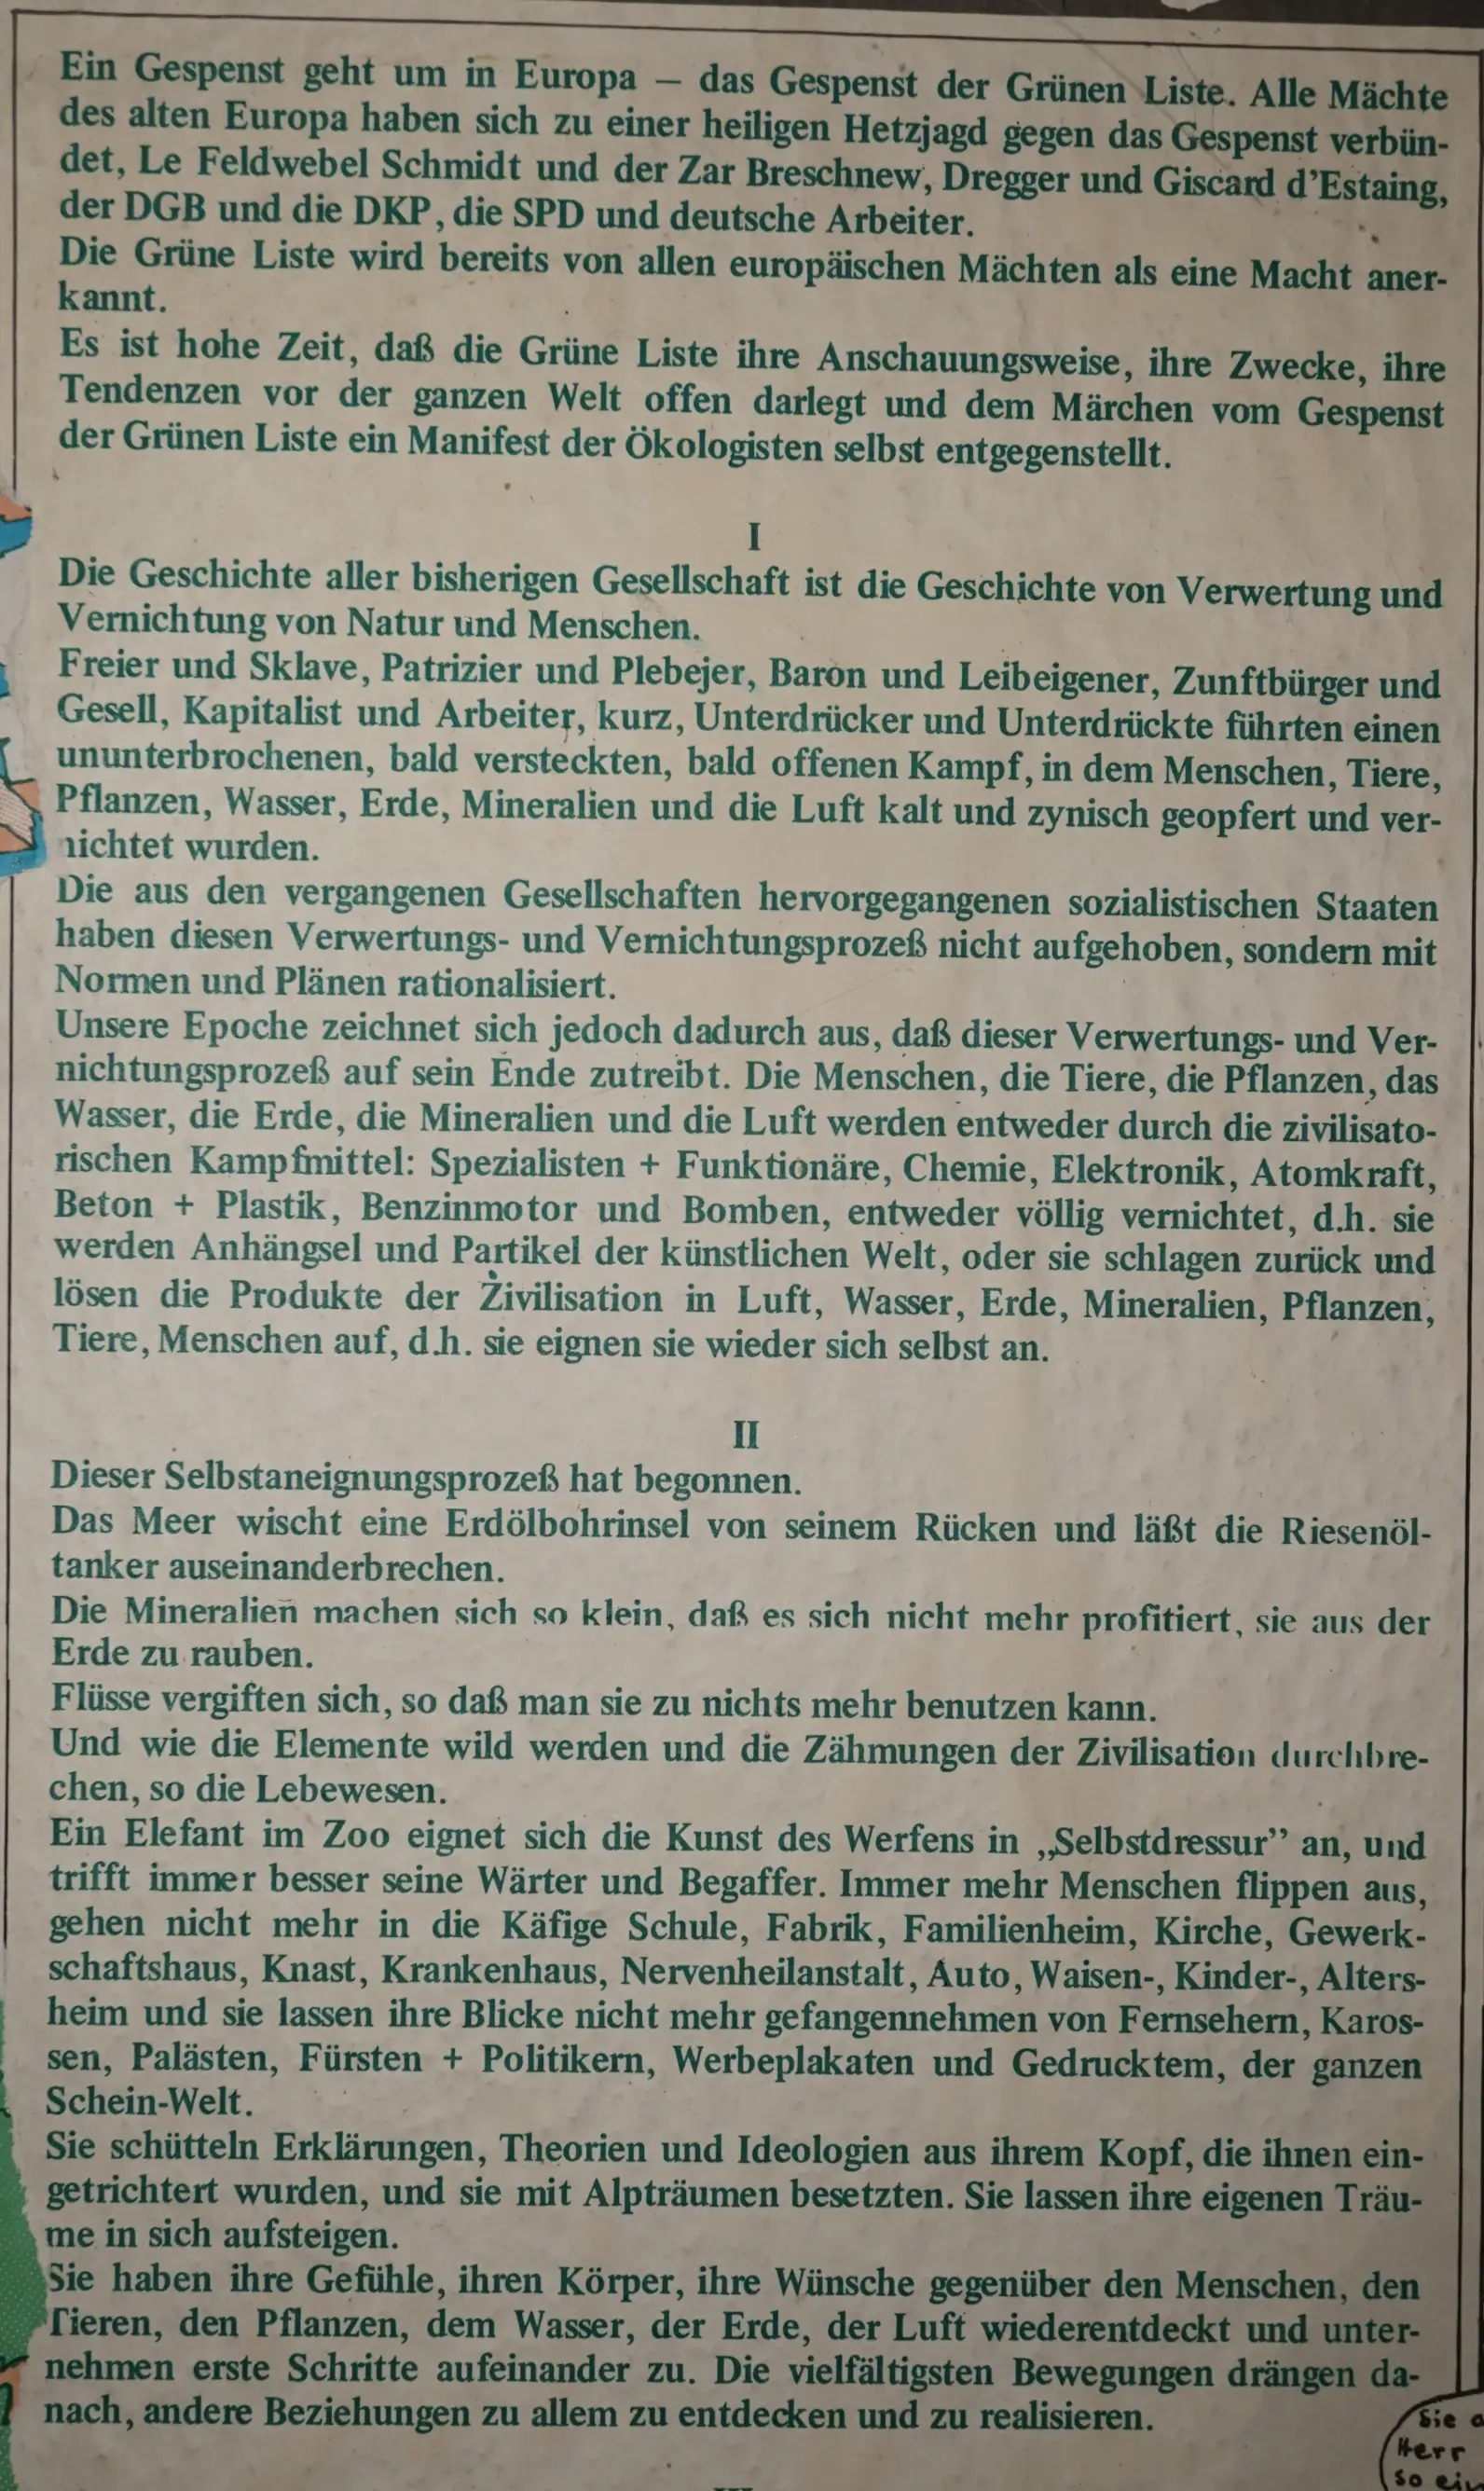 Ein Gespenst geht um in Europa – das Gespenst der Grünen Liste. Alle Mächte
des alten Europa haben sich zu einer heiligen Hetzjagd gegen das Gespenst verbün-
det, Le Feldwebel Schmidt und der Zar Breschnew, Dregger und Giscard d’Estaing,
der DGB und die DKP, die SPD und deutsche Arbeiter.
Die Grüne Liste wird bereits von allen europäischen Mächten als eine Macht aner-
kannt.
Es ist hohe Zeit, daß die Grüne Liste ihre Anschauungsweise, ihre Zwecke, ihre
Tendenzen vor der ganzen Welt offen darlegt und dem Märchen vom Gespenst
der Grünen Liste ein Manifest der Ökologisten selbst entgegenstellt.
I
Die Geschichte aller bisherigen Gesellschaft ist die Geschichte von Verwertung und
Vernichtung von Natur und Menschen.
Freier und Sklave, Patrizier und Plebejer, Baron und Leibeigener, Zunftbürger und
Gesell, Kapitalist und Arbeiter, kurz, Unterdrücker und Unterdrückte führten einen
ununterbrochenen, bald versteckten, bald offenen Kampf, in dem Menschen, Tiere,
Pflanzen, Wasser, Erde, Mineralien und die Luft kalt und zynisch geopfert und ver-
nichtet wurden.
Die aus den vergangenen Gesellschaften hervorgegangenen sozialistischen Staaten
haben diesen Verwertungs- und Vernichtungsprozeß nicht aufgehoben, sondern mit
Normen und Plänen rationalisiert.
Unsere Epoche zeichnet sich jedoch dadurch aus, daß dieser Verwertungs- und Ver-
nichtungsprozeß auf sein Ende zutreibt. Die Menschen, die Tiere, die Pflanzen, das
Wasser, die Erde, die Mineralien und die Luft werden entweder durch die zivilisato-
rischen Kampfmittel: Spezialisten + Funktionäre, Chemie, Elektronik, Atomkraft,
Beton + Plastik, Benzinmotor und Bomben, entweder völlig vernichtet, d.h. sie
werden Anhängsel und Partikel der künstlichen Welt, oder sie schlagen zurück und
lösen die Produkte der Zivilisation in Luft, Wasser, Erde, Mineralien, Pflanzen,
Tiere, Menschen auf, d.h. sie eignen sie wieder sich selbst an.
II
Dieser Selbstaneignungsprozeß hat begonnen.
Das Meer wischt eine Erdölbohrinsel von seinem Rücken und läßt die Riesenöl-
tanker auseinanderbrechen.
Die Mineralien machen sich so klein, daß es sich nicht mehr profitiert, sie aus der
Erde zu rauben.
Flüsse vergiften sich, so daß man sie zu nichts mehr benutzen kann.
Und wie die Elemente wild werden und die Zähmungen der Zivilisation durchbre-
chen, so die Lebewesen.
Ein Elefant im Zoo eignet sich die Kunst des Werfens in „Selbstdressur” an, und
trifft immer besser seine Wärter und Begaffer. Immer mehr Menschen flippen aus,
gehen nicht mehr in die Käfige Schule, Fabrik, Familienheim, Kirche, Gewerk-
schaftshaus, Knast, Krankenhaus, Nervenheilanstalt, Auto, Waisen-, Kinder-, Alters-
heim und sie lassen ihre Blicke nicht mehr gefangennehmen von Fernsehern, Karos-
sen, Palästen, Fürsten + Politikern, Werbeplakaten und Gedrucktem, der ganzen
Schein-Welt.
Sie schütteln Erklärungen, Theorien und Ideologien aus ihrem Kopf, die ihnen ein-
getrichtert wurden, und sie mit Alpträumen besetzten. Sie lassen ihre eigenen Träu-
me in sich aufsteigen.
Sie haben ihre Gefühle, ihren Körper, ihre Wünsche gegenüber den Menschen, den
Tieren, den Pflanzen, dem Wasser, der Erde, der Luft wiederentdeckt und unter-
nehmen erste Schritte aufeinander zu. Die vielfältigsten Bewegungen drängen da-
nach, andere Beziehungen zu allem zu entdecken und zu realisieren.
Sie
Herr
so